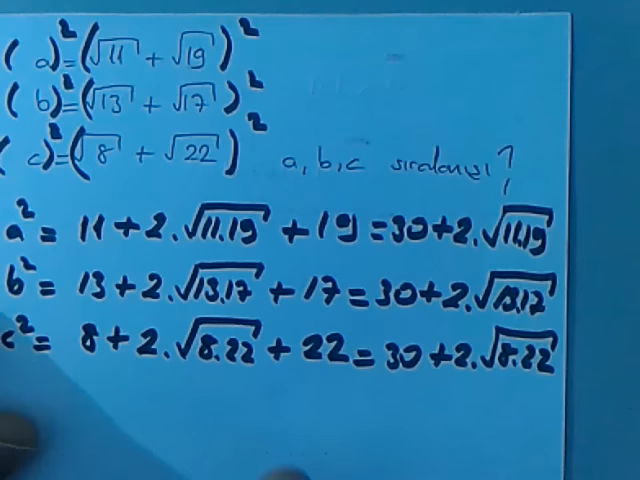 ( a)²=(√11 + √19)²
( b)²=(√13 + √17)²
( c)²=(√8 + √22)² a, b, c sıralanışı?
a² = 11 + 2.√11.19 + 19 = 30 + 2.√11.19
b² = 13 + 2.√13.17 + 17 = 30 + 2.√13.17
c² = 8 + 2.√8.22 + 22 = 30 + 2.√8.22